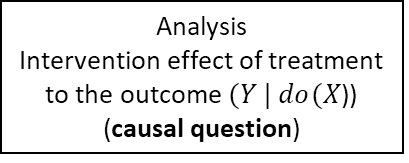 Analysis
Intervention effect of treatment
to the outcome (Y | do(X))
(causal question)